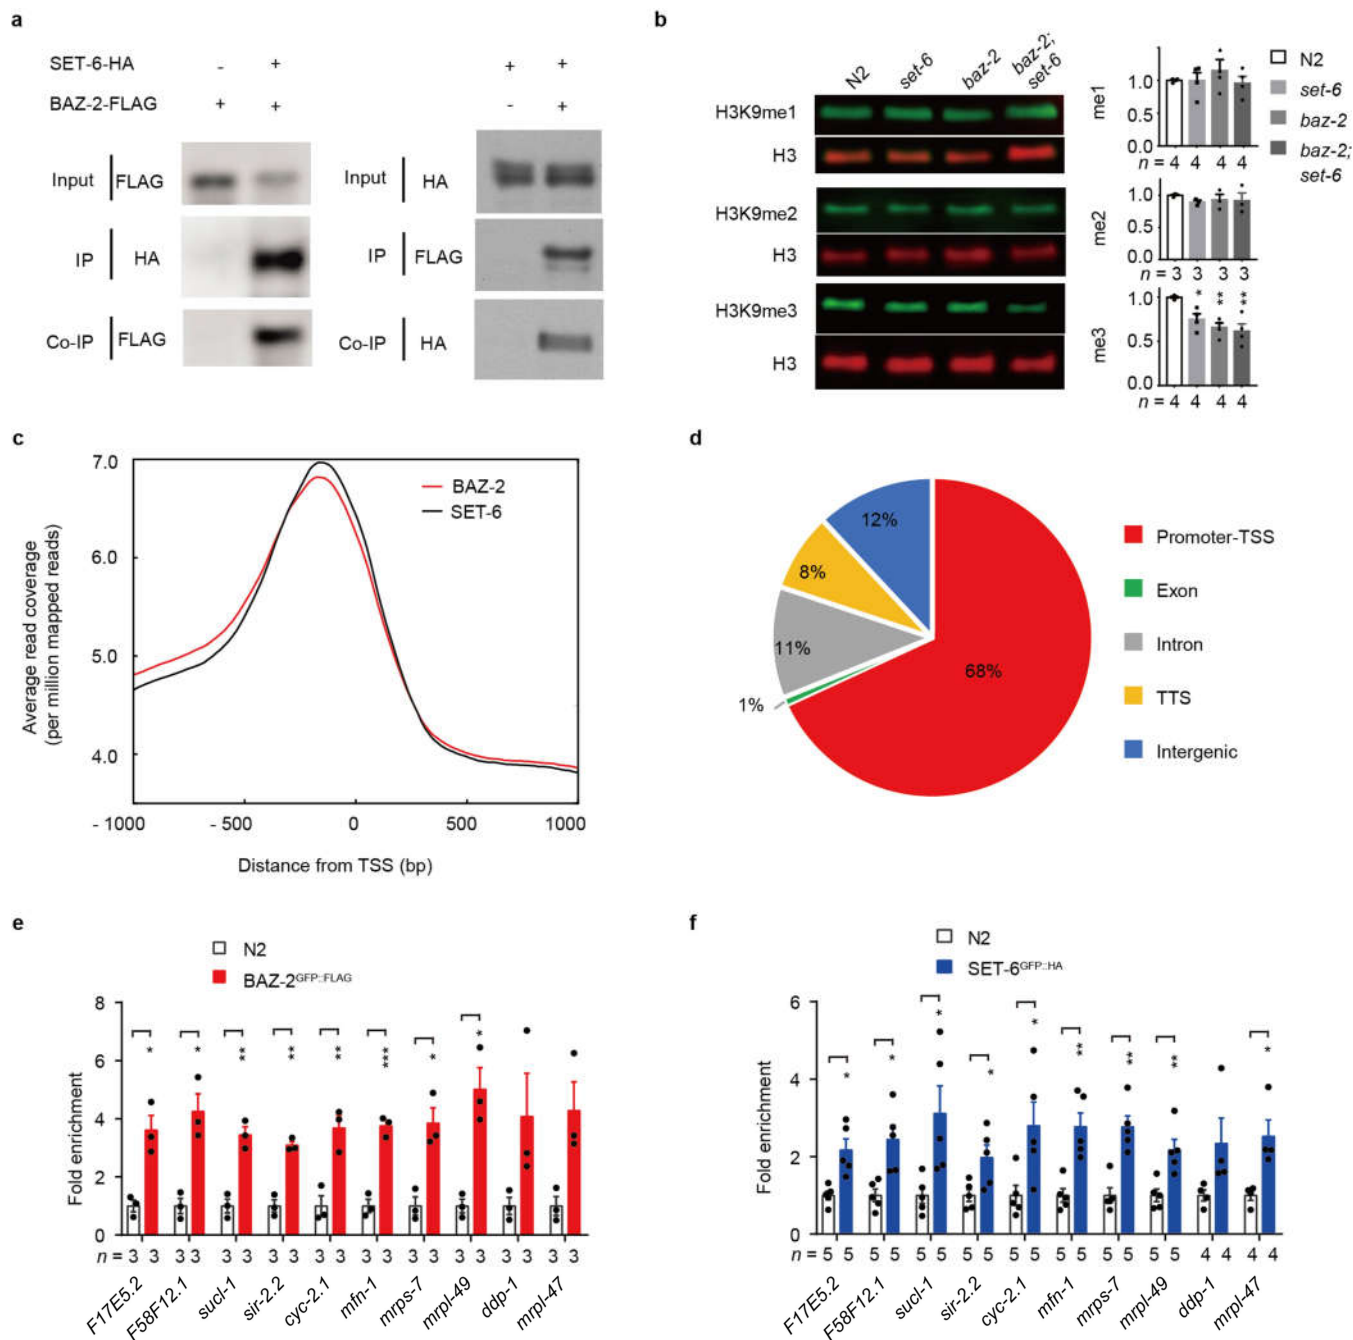 a
SET-6-HA - + + +
BAZ-2-FLAG + + - +
Input FLAG Input HA
IP HA IP FLAG
Co-IP FLAG Co-IP HA
b
N2 set-6 baz-2 baz-2; set-6
H3K9me1
H3
H3K9me2
H3
H3K9me3
H3
me1
1.0
0.5
0.0
n = 4 4 4 4
me2
1.0
0.5
0.0
n = 3 3 3 3
me3
* ** **
1.0
0.5
0.0
n = 4 4 4 4
N2
set-6
baz-2
baz-2;
set-6
c
7.0
6.0
5.0
4.0
Average read coverage
(per million mapped reads)
BAZ-2
SET-6
- 1000 - 500 0 500 1000
Distance from TSS (bp)
d
12%
8%
11%
1%
68%
Promoter-TSS
Exon
Intron
TTS
Intergenic
e
N2
BAZ-2GFP::FLAG
Fold enrichment
8
6
4
2
0
* * ** ** ** *** * *
n = 3 3 3 3 3 3 3 3 3 3 3 3 3 3 3 3 3 3 3 3
F17E5.2 F58F12.1 sucl-1 sir-2.2 cyc-2.1 mfn-1 mrps-7 mrpl-49 ddp-1 mrpl-47
f
N2
SET-6GFP::HA
Fold enrichment
6
4
2
0
* * * * * ** ** ** *
n = 5 5 5 5 5 5 5 5 5 5 5 5 5 5 5 5 4 4 4 4
F17E5.2 F58F12.1 sucl-1 sir-2.2 cyc-2.1 mfn-1 mrps-7 mrpl-49 ddp-1 mrpl-47